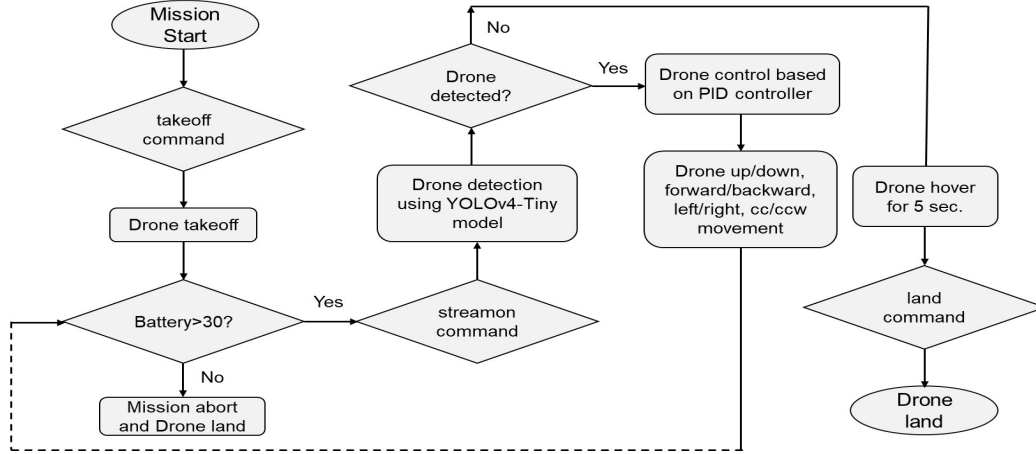 Mission
Start
takeoff
command
Drone takeoff
Battery>30?
No
Mission abort
and Drone land
Yes
streamon
command
Drone detection
using YOLOv4-Tiny
model
Drone
detected?
No
Yes
Drone control based
on PID controller
Drone up/down,
forward/backward,
left/right, cc/ccw
movement
Drone hover
for 5 sec.
land
command
Drone
land